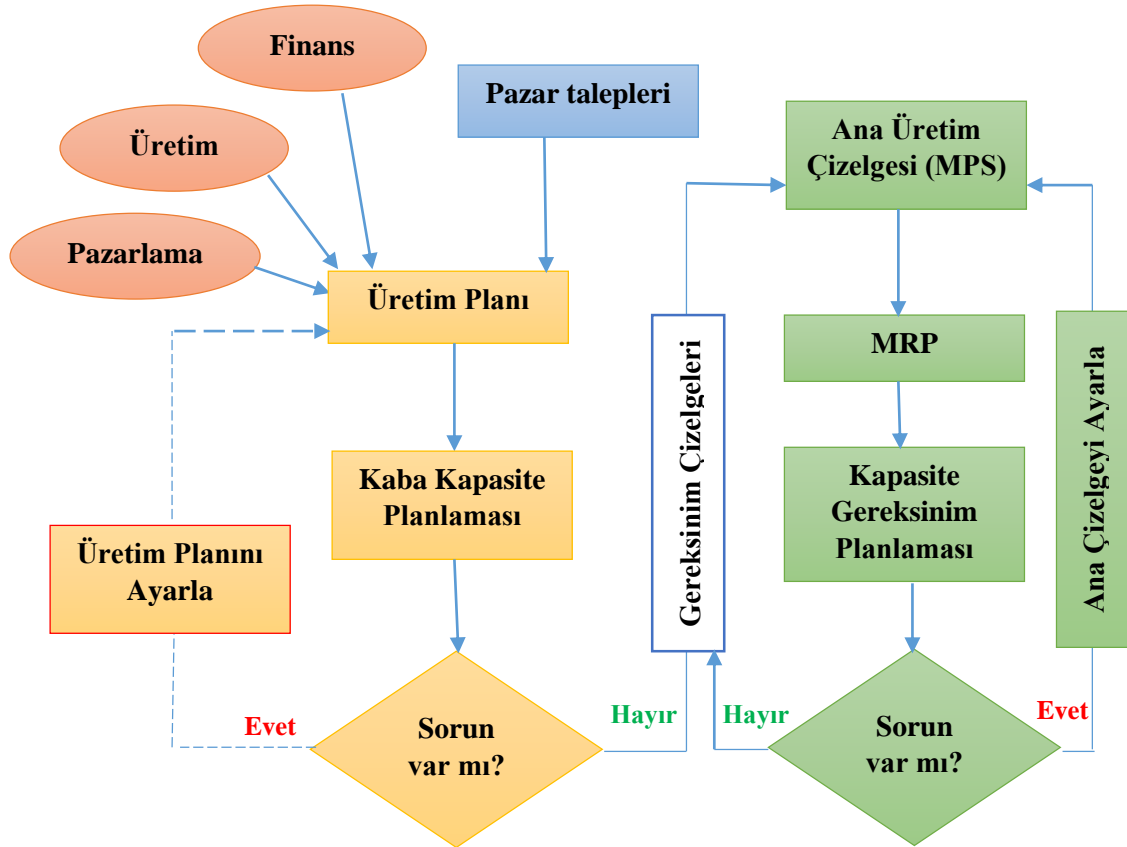 Finans
Pazar talepleri
Üretim
Pazarlama
Üretim Planı
Kaba Kapasite
Planlaması
Üretim Planını
Ayarla
Sorun
var mı?
Evet
Hayır
Gereksinim Çizelgeleri
Ana Üretim
Çizelgesi (MPS)
MRP
Kapasite
Gereksinim
Planlaması
Sorun
var mı?
Hayır
Evet
Ana Çizelgeyi Ayarla